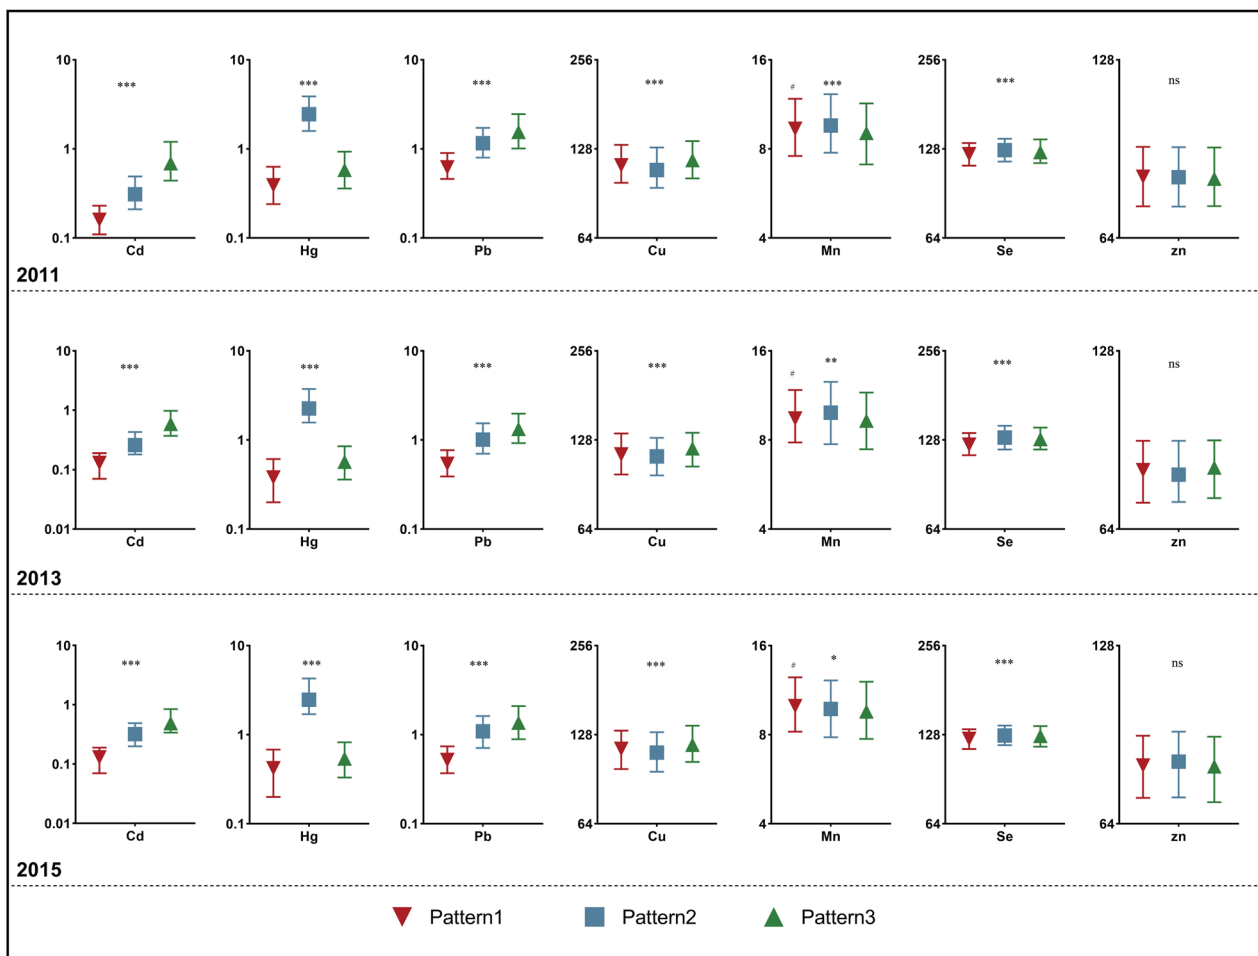 10 10 10 256 16 256 128
*** *** *** *** # *** *** ns
1 1 1 128 8 128
0.1 0.1 0.1 64 4 64 64
Cd Hg Pb Cu Mn Se zn
2011
10 10 10 256 16 256 128
*** *** *** *** # ** *** ns
1 1 1 128 8 128
0.1
0.01 0.1 0.1 64 4 64 64
Cd Hg Pb Cu Mn Se zn
2013
10 10 10 256 16 256 128
*** *** *** *** # * *** ns
1 1 1 128 8 128
0.1
0.01 0.1 0.1 64 4 64 64
Cd Hg Pb Cu Mn Se zn
2015
Pattern1 Pattern2 Pattern3